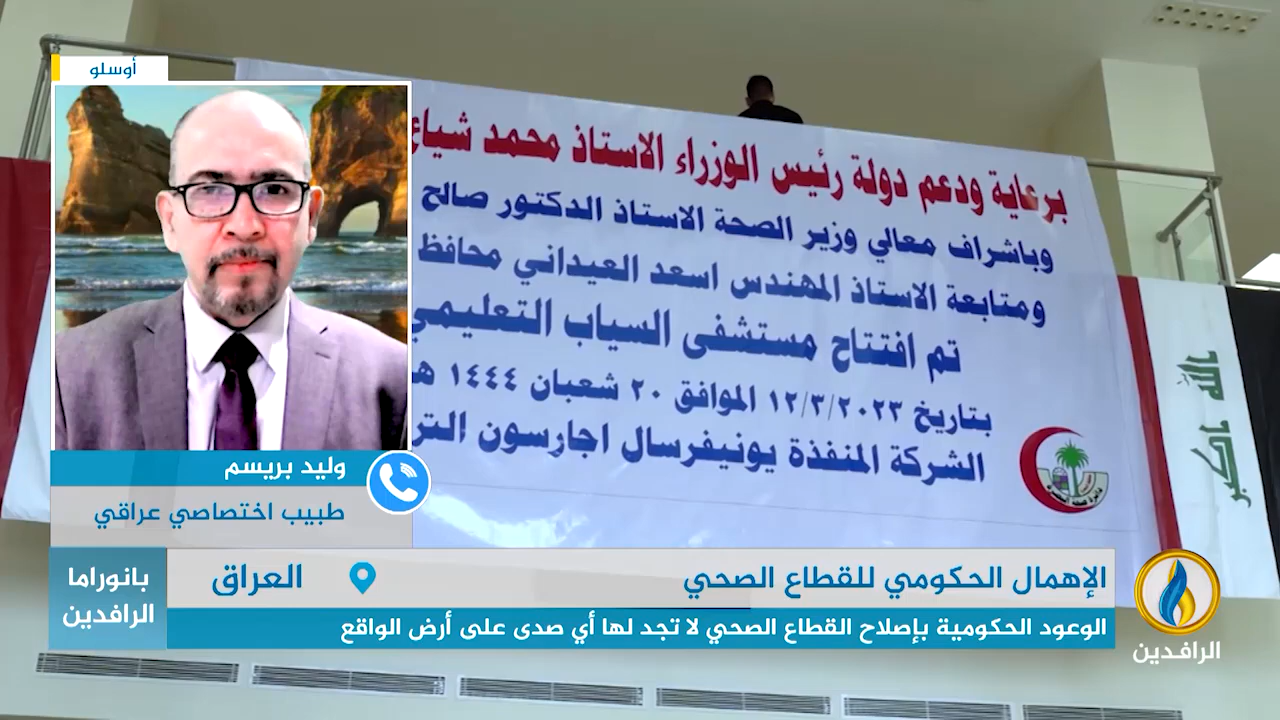 أوسلو
برعاية ودعم دولة رئيس الوزراء الاستاذ محمد شياع
وباشراف معالي وزير الصحة الاستاذ الدكتور صالح
ومتابعة الاستاذ المهندس اسعد العيداني محافظ
تم افتتاح مستشفى السياب التعليمي
بتاريخ ١٢/٣/٢٠٢٣ الموافق ٢٠ شعبان ١٤٤٤ هـ
الشركة المنفذة يونيفرسال اجارسون التر
الله اكبر
وليد بريسم
طبيب اختصاصي عراقي
الإهمال الحكومي للقطاع الصحي
العراق
بانوراما
الرافدين
الوعود الحكومية بإصلاح القطاع الصحي لا تجد لها أي صدى على أرض الواقع
الرافدين